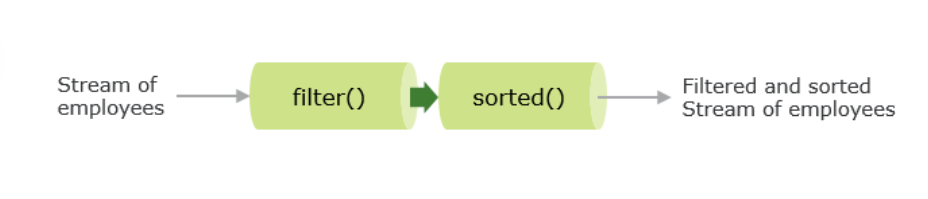 Stream of
employees
filter()
sorted()
Filtered and sorted
Stream of employees